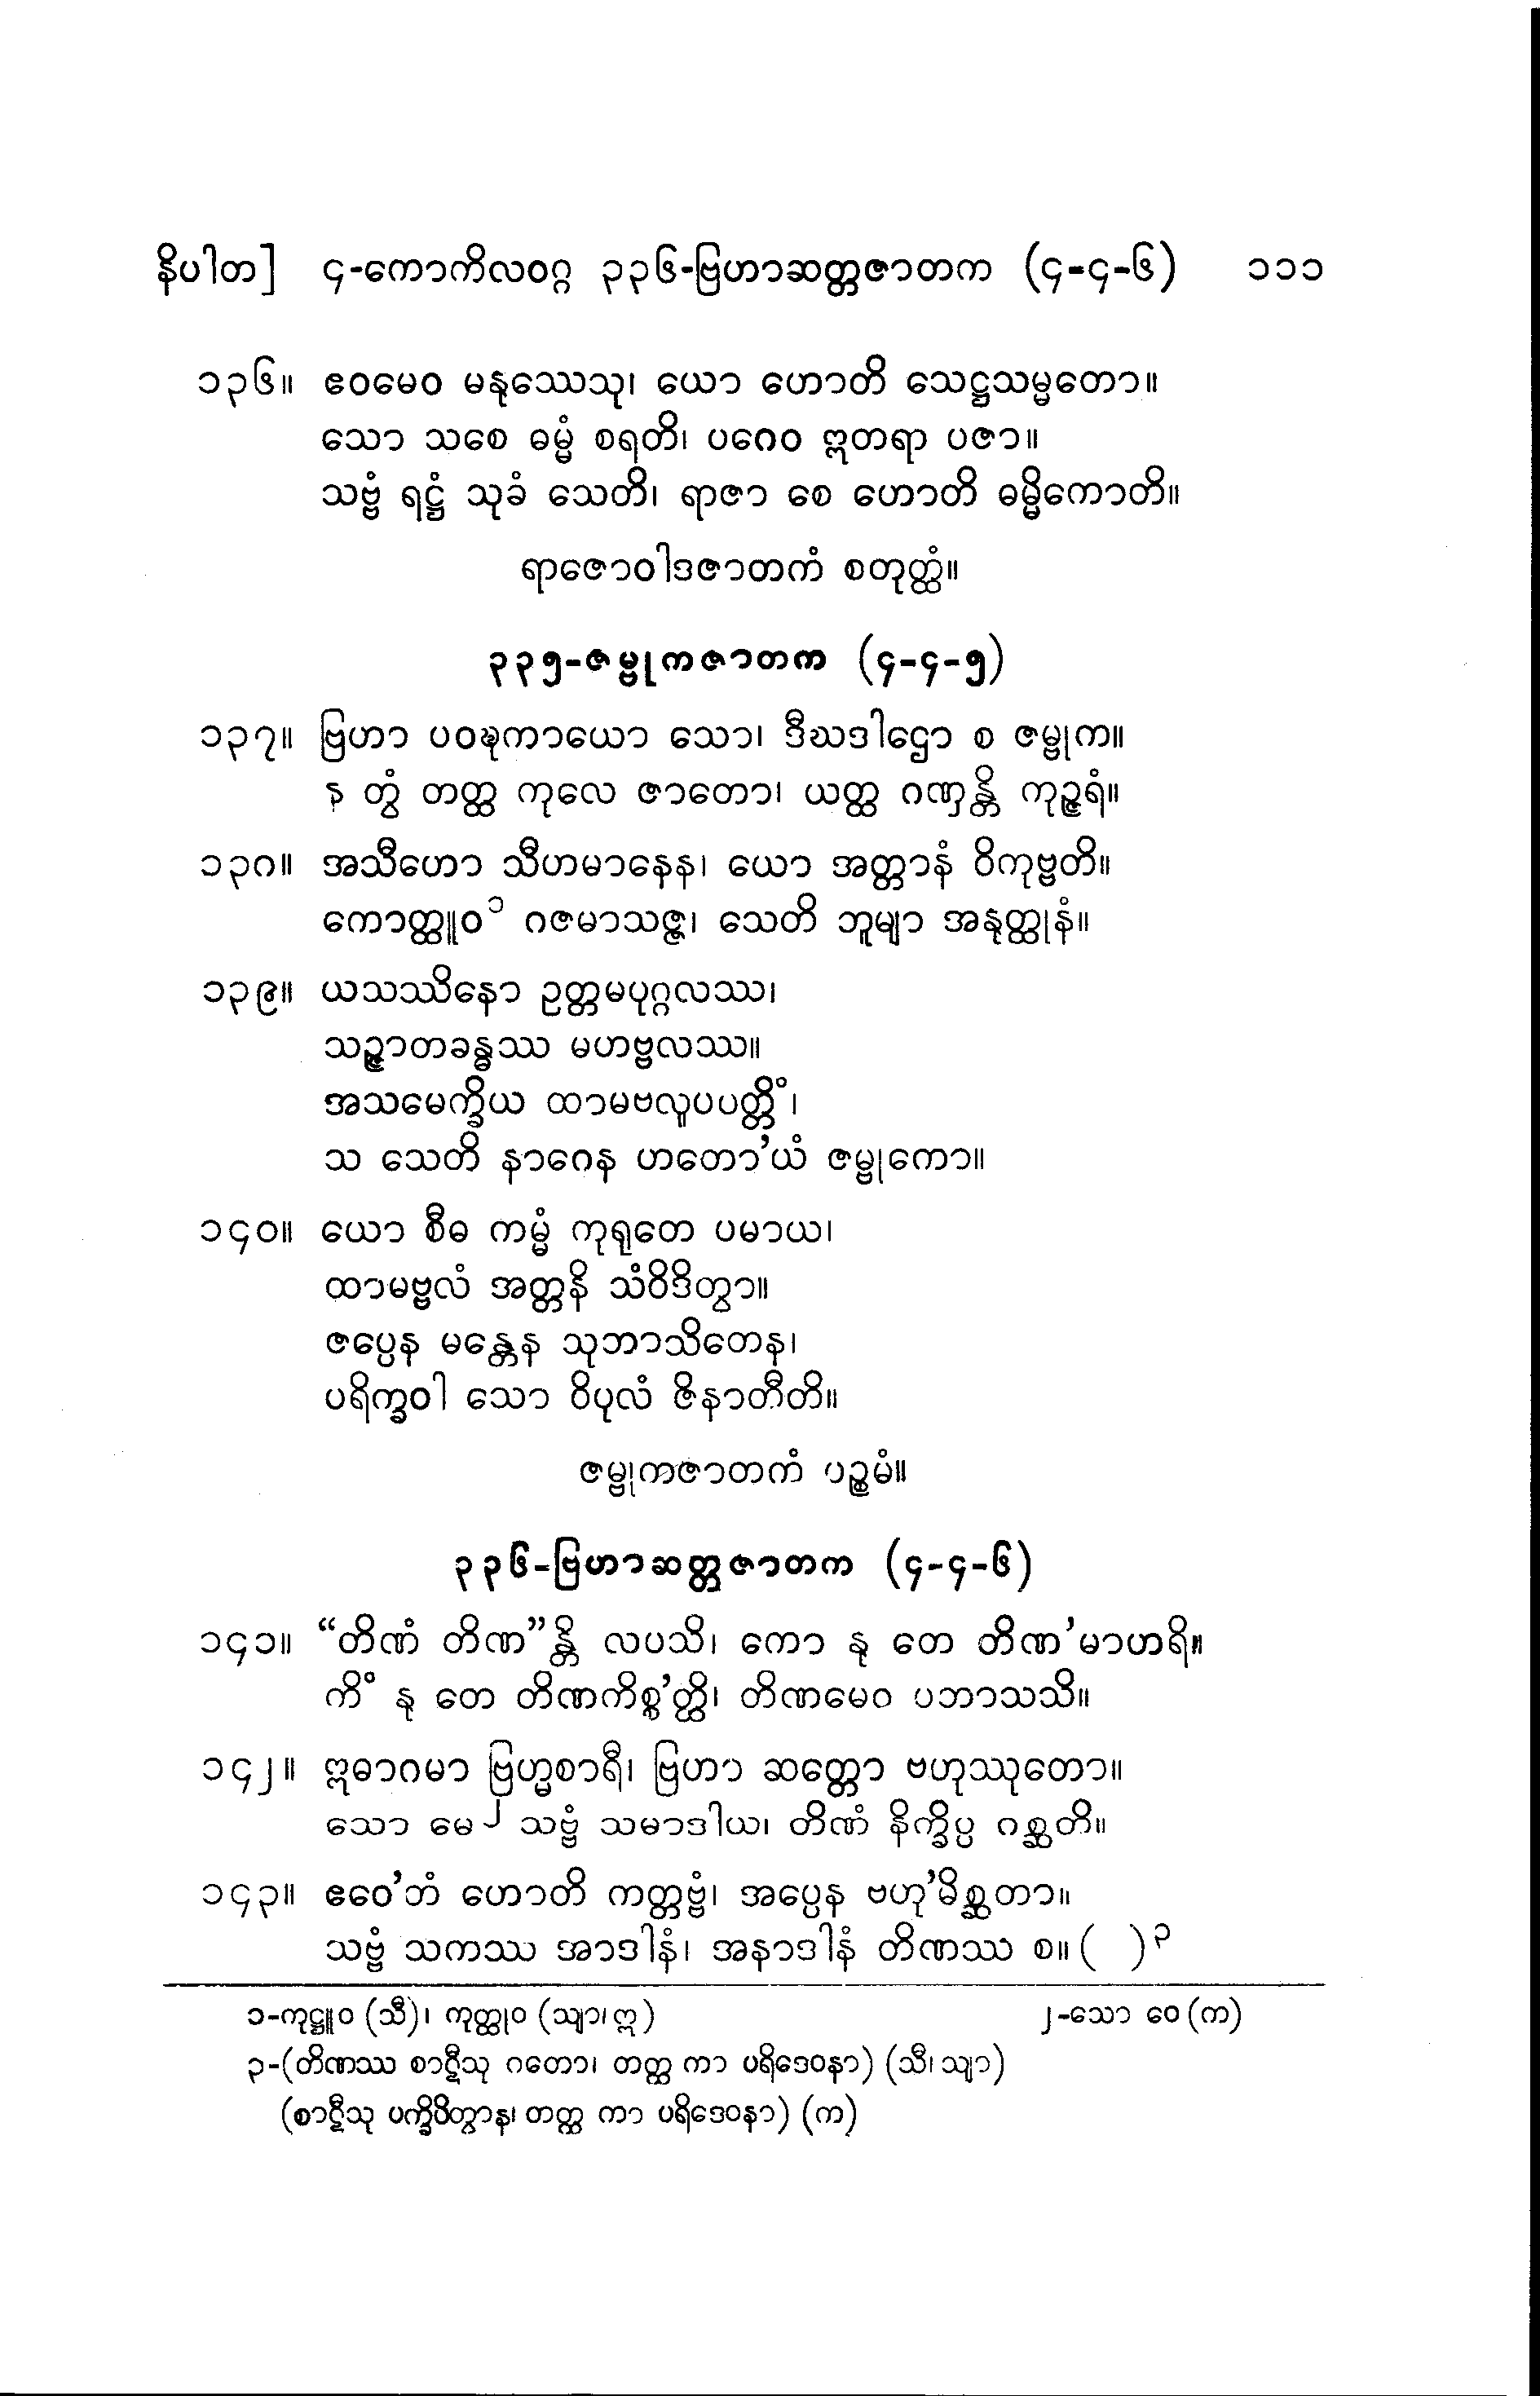 နိပါတ] ၄-ကောကိလဝဂ္ဂ ၃၃၆-ဗြဟာဆတ္တဇာတက (၄-၄-၆) ၁၁၁
၁၃၆။ ဧဝမေဝ မနုဿေသု၊ ယော ဟောတိ သေဋ္ဌသမ္မတော။
သော သစေ ဓမ္မံ စရတိ၊ ပဂေဝ ဣတရာ ပဇာ။
သဗ္ဗံ ရဋ္ဌံ သုခံ သေတိ၊ ရာဇာ စေ ဟောတိ ဓမ္မိကောတိ။
ရာဇောဝါဒဇာတကံ စတုတ္ထံ။
၃၃၅-ဇမ္ဗုကဇာတက (၄-၄-၅)
၁၃၇။ ဗြဟာ ပဝဍ္ဎကာယော သော၊ ဒီဃဒါဌော စ ဇမ္ဗုက။
န တွံ တတ္ထ ကုလေ ဇာတော၊ ယတ္ထ ဂဏှန္တိ ကုဉ္ဇရံ။
၁၃၈။ အသီဟော သီဟမာနေန၊ ယော အတ္တာနံ ဝိကုဗ္ဗတိ။
ကောတ္ထူဝ၁ ဂဇမာသဇ္ဇ၊ သေတိ ဘူမျာ အနုတ္ထုနံ။
၁၃၉။ ယသဿိနော ဥတ္တမပုဂ္ဂလဿ၊
သဉ္ဇာတခန္ဓဿ မဟဗ္ဗလဿ။
အသမေက္ခိယ ထာမဗလူပပတ္တိံ၊
သ သေတိ နာဂေန ဟတော’ယံ ဇမ္ဗုကော။
၁၄၀။ ယော စီဓ ကမ္မံ ကုရုတေ ပမာယ၊
ထာမဗ္ဗလံ အတ္တနိ သံဝိဒိတွာ။
ဇပ္ပေန မန္တေန သုဘာသိတေန၊
ပရိက္ခဝါ သော ဝိပုလံ ဇိနာတီတိ။
ဇမ္ဗုကဇာတကံ ပဉ္စမံ။
၃၃၆-ဗြဟာဆတ္တဇာတက (၄-၄-၆)
၁၄၁။ “တိဏံ တိဏ”န္တိ လပသိ၊ ကော နု တေ တိဏ’မာဟရိ။
ကိံ နု တေ တိဏကိစ္စ’တ္ထိ၊ တိဏမေဝ ပဘာသသိ။
၁၄၂။ ဣဓာဂမာ ဗြဟ္မစာရီ၊ ဗြဟာ ဆတ္တော ဗဟုဿုတော။
သော မေ၂ သဗ္ဗံ သမာဒါယ၊ တိဏံ နိက္ခိပ္ပ ဂစ္ဆတိ။
၁၄၃။ ဧဝေ’တံ ဟောတိ ကတ္တဗ္ဗံ၊ အပ္ပေန ဗဟု’မိစ္ဆတာ။
သဗ္ဗံ သကဿ အာဒါနံ၊ အနာဒါနံ တိဏဿ စ။ ( )၃
၁-ကုဋ္ဌူဝ (သီ)၊ ကုတ္ထုဝ (သျာ၊ ဣ) ၂-သော ဝေ (က)
၃-(တိဏဿ စာဋီသု ဂတော၊ တတ္ထ ကာ ပရိဒေဝနာ) (သီ၊ သျာ)
(စာဋီသု ပက္ခိပိတွာန၊ တတ္ထ ကာ ပရိဒေဝနာ) (က)